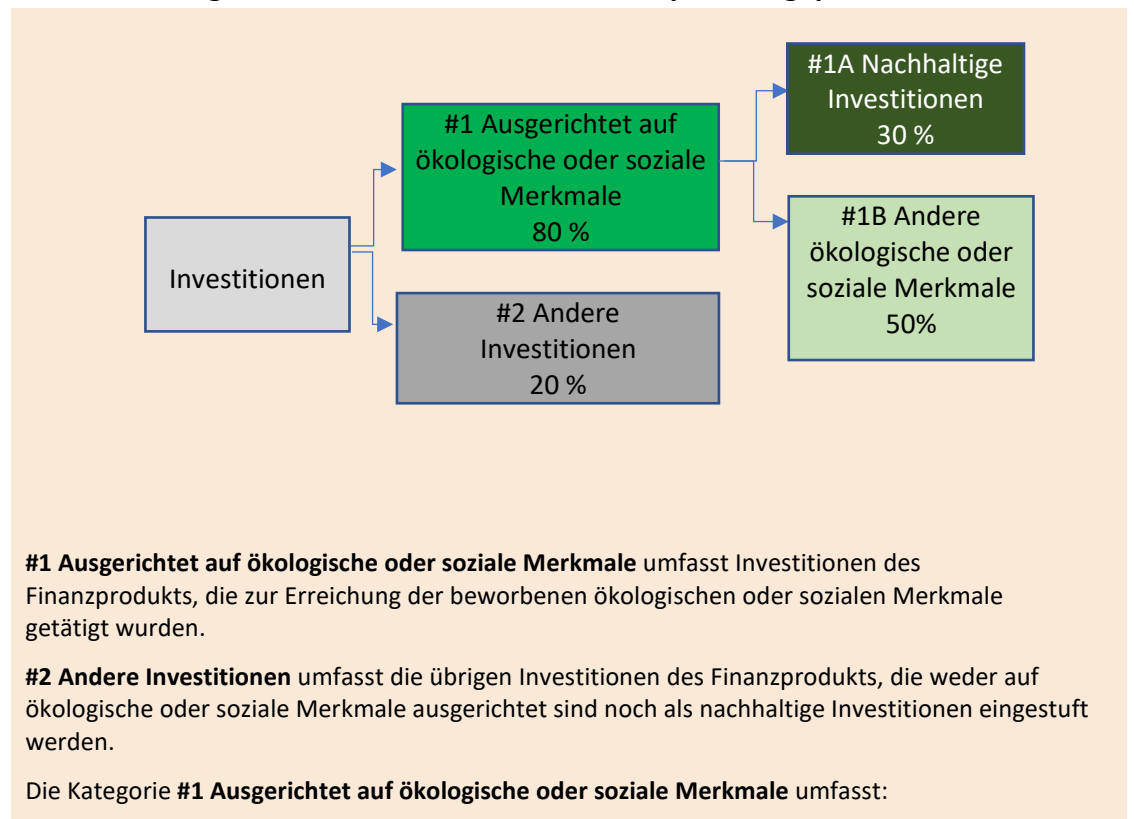 #1A Nachhaltige
Investitionen
30 %
#1 Ausgerichtet auf
ökologische oder soziale
Merkmale
80 %
#1B Andere
ökologische oder
soziale Merkmale
50%
Investitionen
#2 Andere
Investitionen
20 %
#1 Ausgerichtet auf ökologische oder soziale Merkmale umfasst Investitionen des
Finanzprodukts, die zur Erreichung der beworbenen ökologischen oder sozialen Merkmale
getätigt wurden.
#2 Andere Investitionen umfasst die übrigen Investitionen des Finanzprodukts, die weder auf
ökologische oder soziale Merkmale ausgerichtet sind noch als nachhaltige Investitionen eingestuft
werden.
Die Kategorie #1 Ausgerichtet auf ökologische oder soziale Merkmale umfasst: